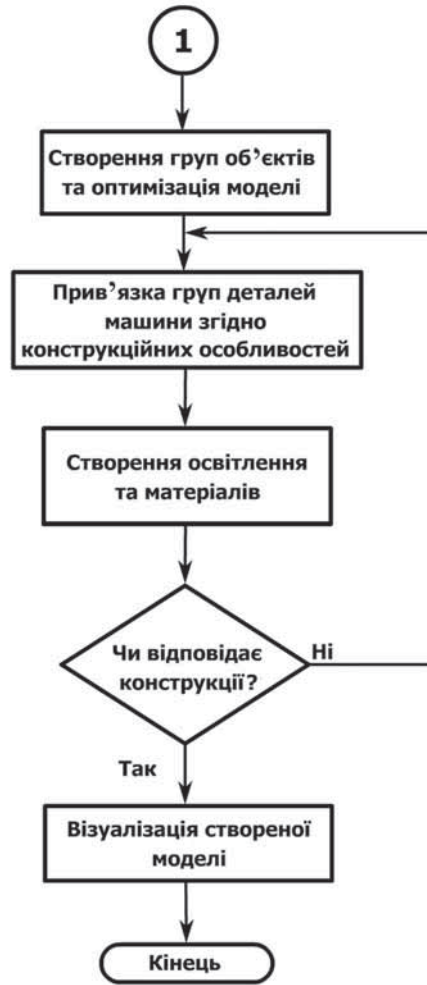 1
Створення груп об’єктів
та оптимізація моделі
Прив’язка груп деталей
машини згідно
конструкційних особливостей
Створення освітлення
та матеріалів
Чи відповідає
конструкції?
Ні
Так
Візуалізація створеної
моделі
Кінець